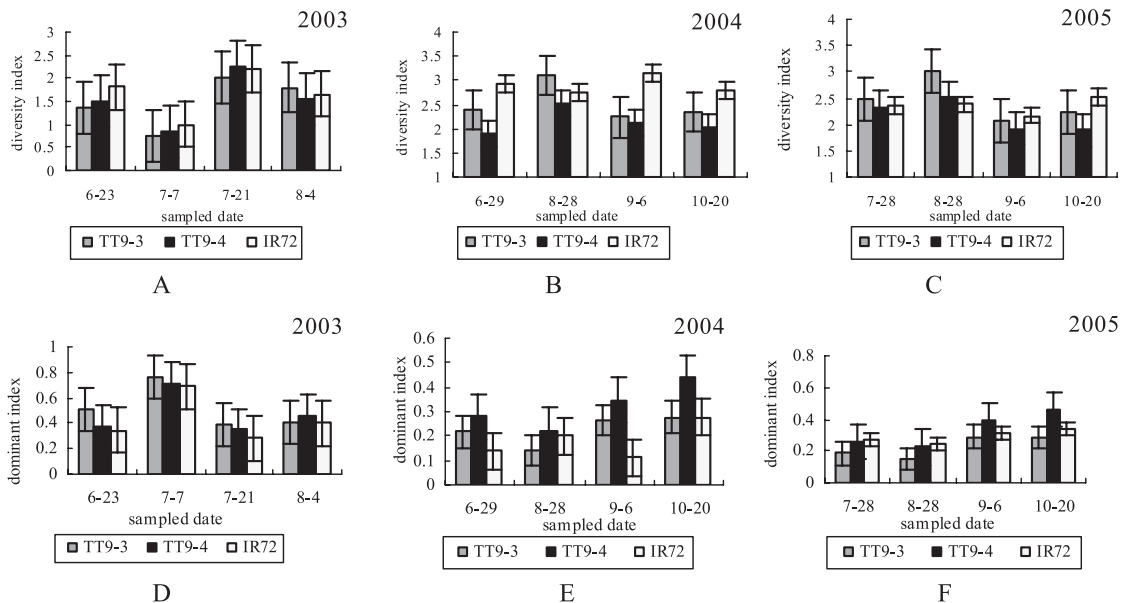 2003
diversity index
3
2.5
2
1.5
1
0.5
0
6-23 7-7 7-21 8-4
sampled date
TT9-3 TT9-4 IR72
A
2004
diversity index
4
3.5
3
2.5
2
1.5
1
6-29 8-28 9-6 10-20
sampled date
TT9-3 TT9-4 IR72
B
2005
diversity index
4
3.5
3
2.5
2
1.5
1
7-28 8-28 9-6 10-20
sampled date
TT9-3 TT9-4 IR72
C
2003
dominant index
1
0.8
0.6
0.4
0.2
0
6-23 7-7 7-21 8-4
sampled date
TT9-3 TT9-4 IR72
D
2004
dominant index
0.6
0.5
0.4
0.3
0.2
0.1
0
6-29 8-28 9-6 10-20
sampled date
TT9-3 TT9-4 IR72
E
2005
dominant index
0.8
0.6
0.4
0.2
0
7-28 8-28 9-6 10-20
sampled date
TT9-3 TT9-4 IR72
F